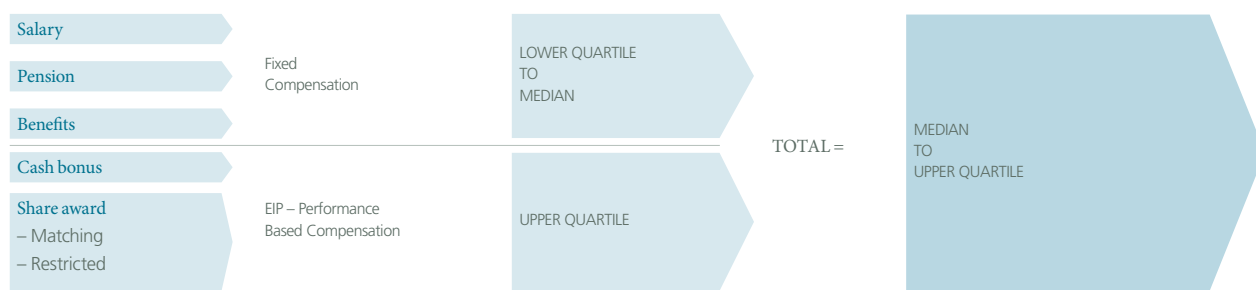 Salary
Pension
Benefits
Fixed
Compensation
LOWER QUARTILE
TO
MEDIAN
Cash bonus
Share award
– Matching
– Restricted
EIP – Performance
Based Compensation
UPPER QUARTILE
TOTAL =
MEDIAN
TO
UPPER QUARTILE